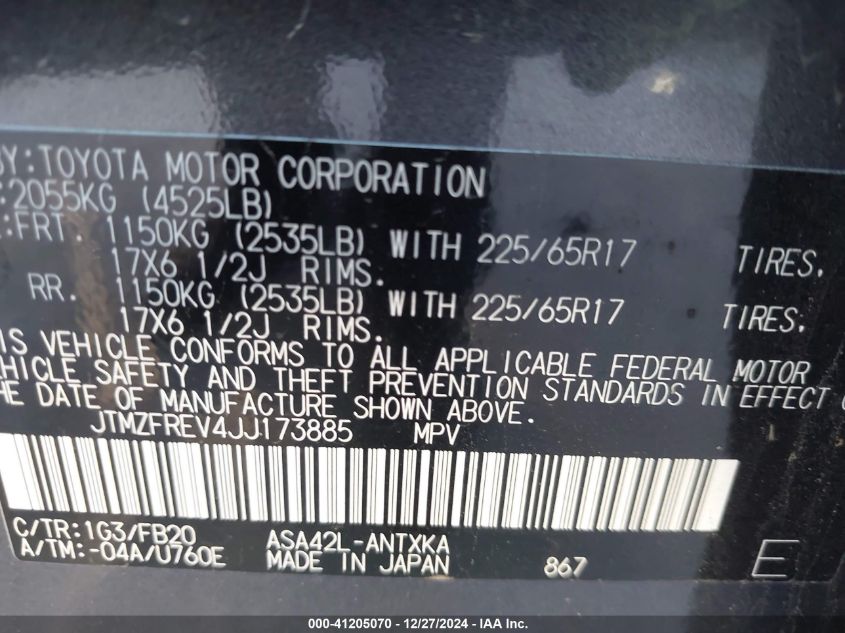 BY:TOYOTA MOTOR CORPORATION
:2055KG (4525LB)
:FRT. 1150KG (2535LB) WITH 225/65R17 TIRES.
17X6 1/2J RIMS.
RR. 1150KG (2535LB) WITH 225/65R17 TIRES.
17X6 1/2J RIMS.
IS VEHICLE CONFORMS TO ALL APPLICABLE FEDERAL MOTOR
HICLE SAFETY AND THEFT PREVENTION STANDARDS IN EFFECT
HE DATE OF MANUFACTURE SHOWN ABOVE.
JTMZFREV4JJ173885 MPV
C/TR:1G3/FB20 ASA42L-ANTXKA
A/TM:-04A/U760E MADE IN JAPAN 867 E
000-41205070 - 12/27/2024 - IAA Inc.